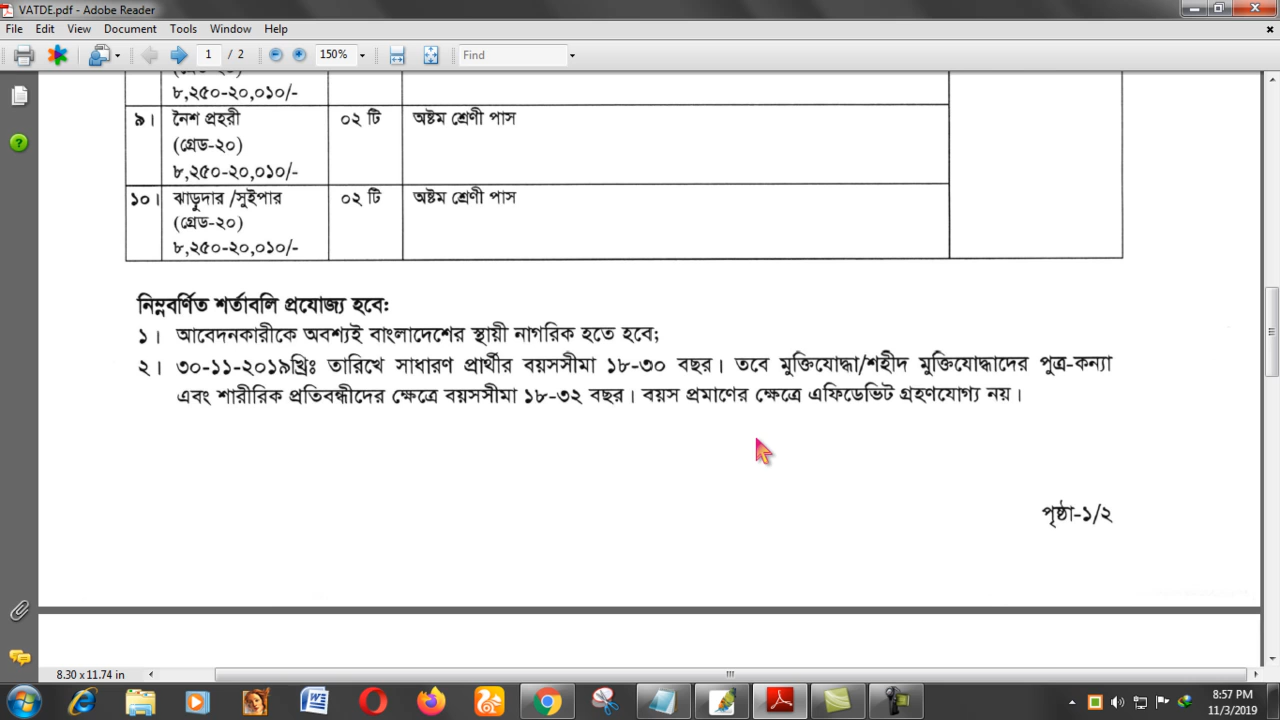 VATDE.pdf - Adobe Reader
File Edit View Document Tools Window Help
1 / 2 150% Find
৮,২৫০-২০,০১০/-
৯। নৈশ প্রহরী ০২ টি অষ্টম শ্রেণী পাস
(গ্রেড-২০)
৮,২৫০-২০,০১০/-
১০। ঝাড়ুদার /সুইপার ০২ টি অষ্টম শ্রেণী পাস
(গ্রেড-২০)
৮,২৫০-২০,০১০/-
নিম্নবর্ণিত শর্তাবলি প্রযোজ্য হবে:
১। আবেদনকারীকে অবশ্যই বাংলাদেশের স্থায়ী নাগরিক হতে হবে;
২। ৩০-১১-২০১৯খ্রিঃ তারিখে সাধারণ প্রার্থীর বয়সসীমা ১৮-৩০ বছর। তবে মুক্তিযোদ্ধা/শহীদ মুক্তিযোদ্ধাদের পুত্র-কন্যা
এবং শারীরিক প্রতিবন্ধীদের ক্ষেত্রে বয়সসীমা ১৮-৩২ বছর। বয়স প্রমাণের ক্ষেত্রে এফিডেভিট গ্রহণযোগ্য নয়।
পৃষ্ঠা-১/২
8.30 x 11.74 in
8:57 PM
11/3/2019